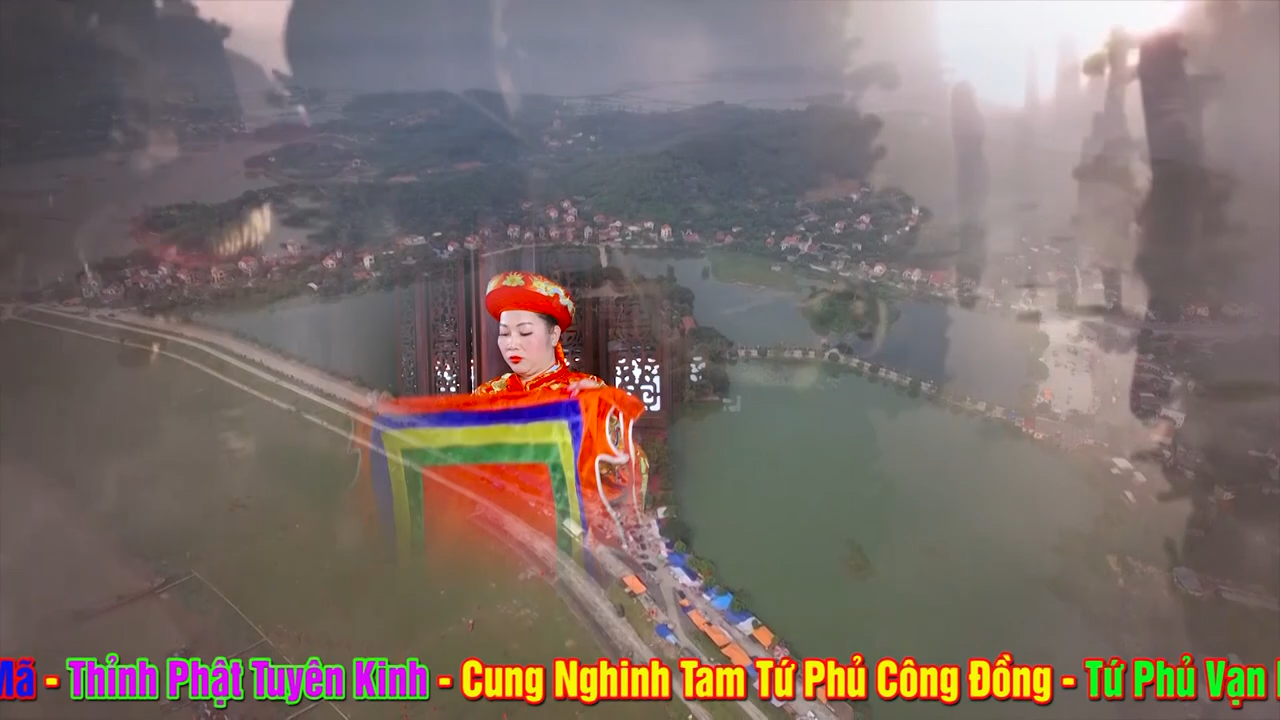 Mã - Thỉnh Phật Tuyên Kinh - Cung Nghinh Tam Tứ Phủ Công Đồng - Tứ Phủ Vạn